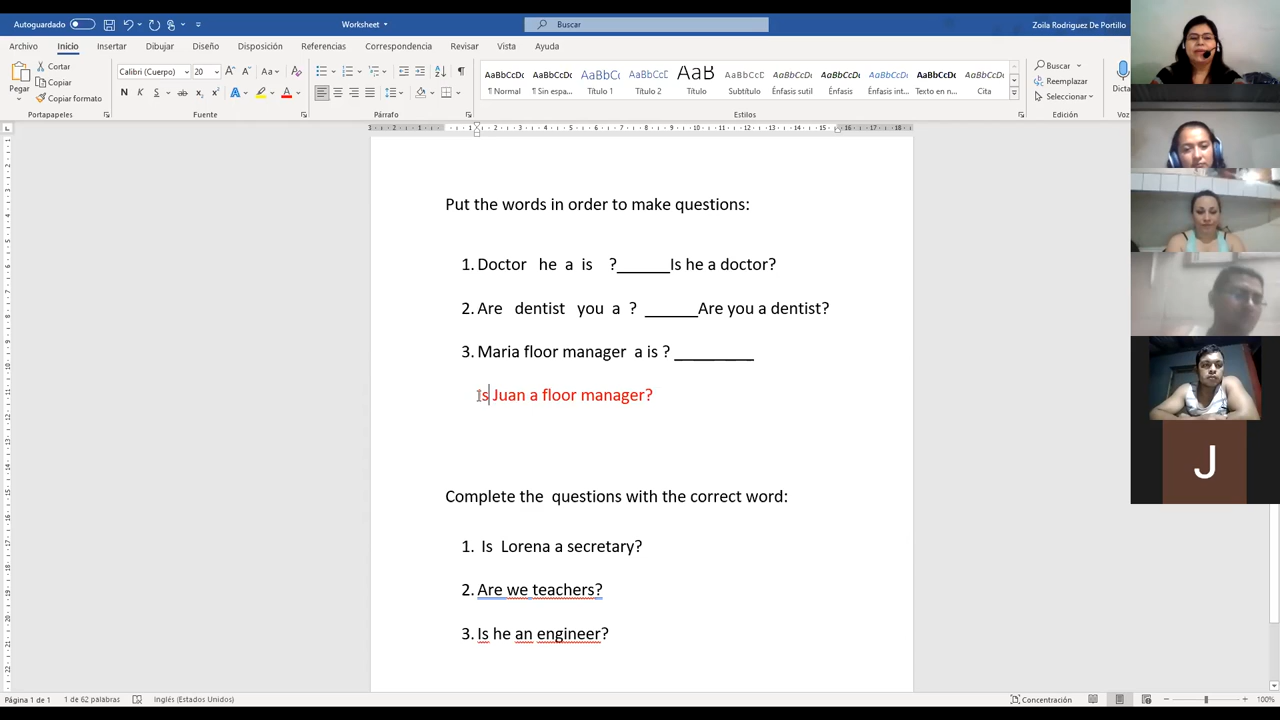 Autoguardado
Worksheet
Buscar
Zoila Rodriguez De Portillo
Archivo Inicio Insertar Dibujar Diseño Disposición Referencias Correspondencia Revisar Vista Ayuda
Pegar
Cortar
Copiar
Copiar formato
Portapapeles
Calibri (Cuerpo) 20
N K S
Fuente
Párrafo
AaBbCcDc AaBbCcDc AaBbCc AaBbCcD AaB AaBbCcD AaBbCcDc AaBbCcDc AaBbCcDc AaBbCcDc AaBbCcDc
¶ Normal ¶ Sin espa... Título 1 Título 2 Título Subtítulo Énfasis sutil Énfasis Énfasis int... Texto en n... Cita
Estilos
Buscar
Reemplazar
Seleccionar
Edición
Dicta
Voz
Put the words in order to make questions:
1. Doctor he a is ?______Is he a doctor?
2. Are dentist you a ? ______Are you a dentist?
3. Maria floor manager a is ? _________
Is Juan a floor manager?
Complete the questions with the correct word:
1. Is Lorena a secretary?
2. Are we teachers?
3. Is he an engineer?
J
Página 1 de 1 1 de 62 palabras Inglés (Estados Unidos) Concentración 100%